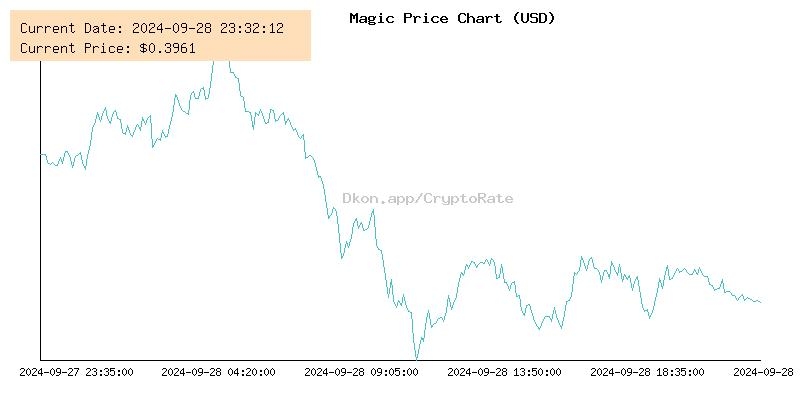 Magic Price Chart (USD)
Current Date: 2024-09-28 23:32:12
Current Price: $0.3961
Dkon.app/CryptoRate
2024-09-27 23:35:00 2024-09-28 04:20:00 2024-09-28 09:05:00 2024-09-28 13:50:00 2024-09-28 18:35:00 2024-09-28